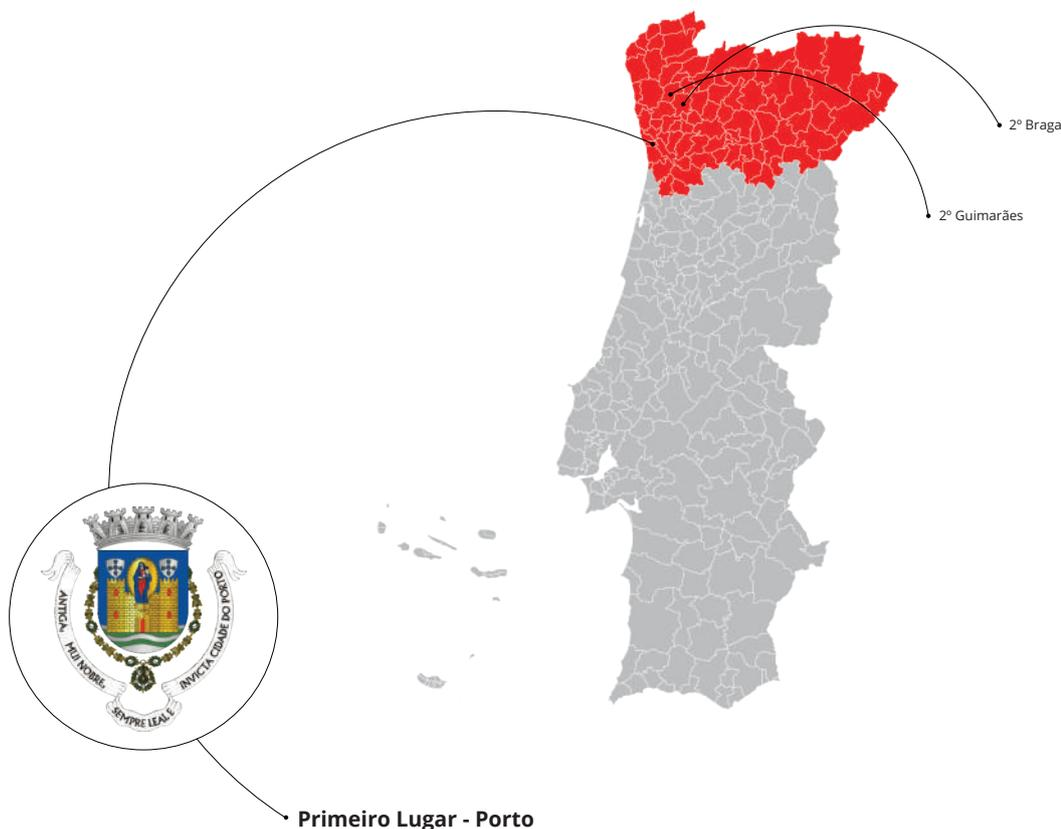 2º Braga
2º Guimarães
ANTIGA, MUI NOBRE,
SEMPRE LEAL E
INVICTA CIDADE DO PORTO
Primeiro Lugar - Porto